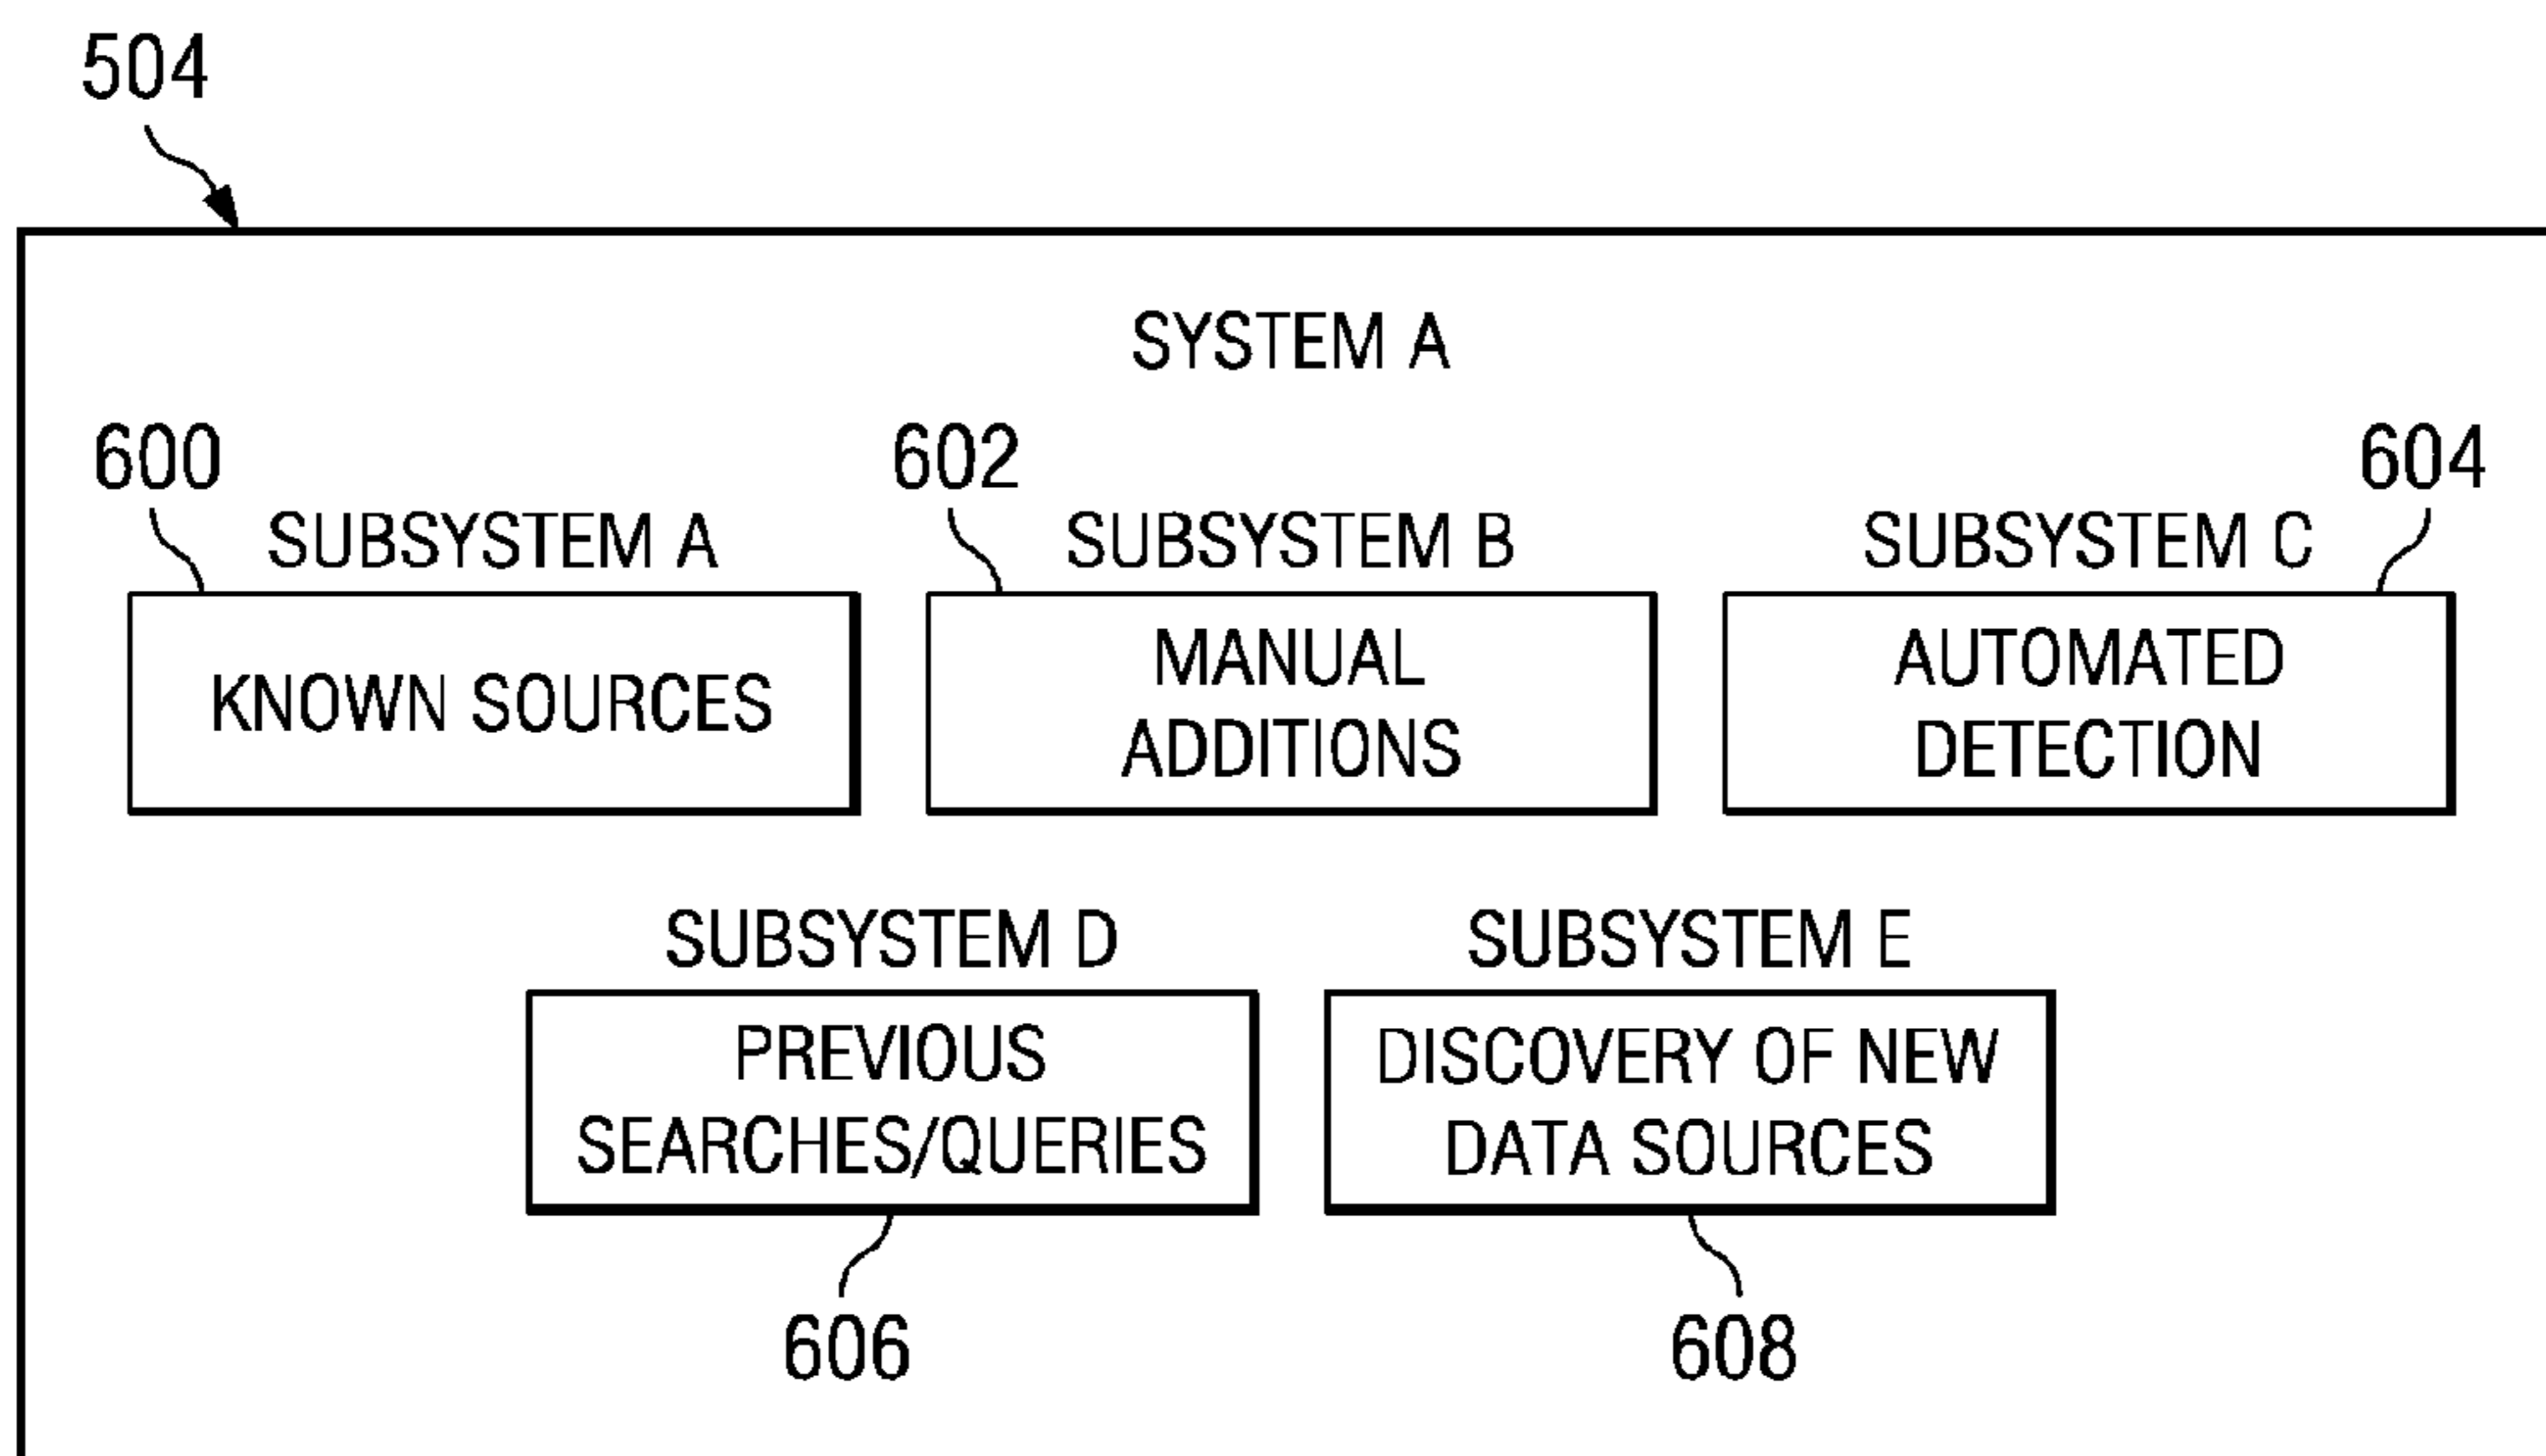 504
SYSTEM A
600
602
604
SUBSYSTEM A
SUBSYSTEM B
SUBSYSTEM C
KNOWN SOURCES
MANUAL
ADDITIONS
AUTOMATED
DETECTION
SUBSYSTEM D
SUBSYSTEM E
PREVIOUS
SEARCHES/QUERIES
DISCOVERY OF NEW
DATA SOURCES
606
608